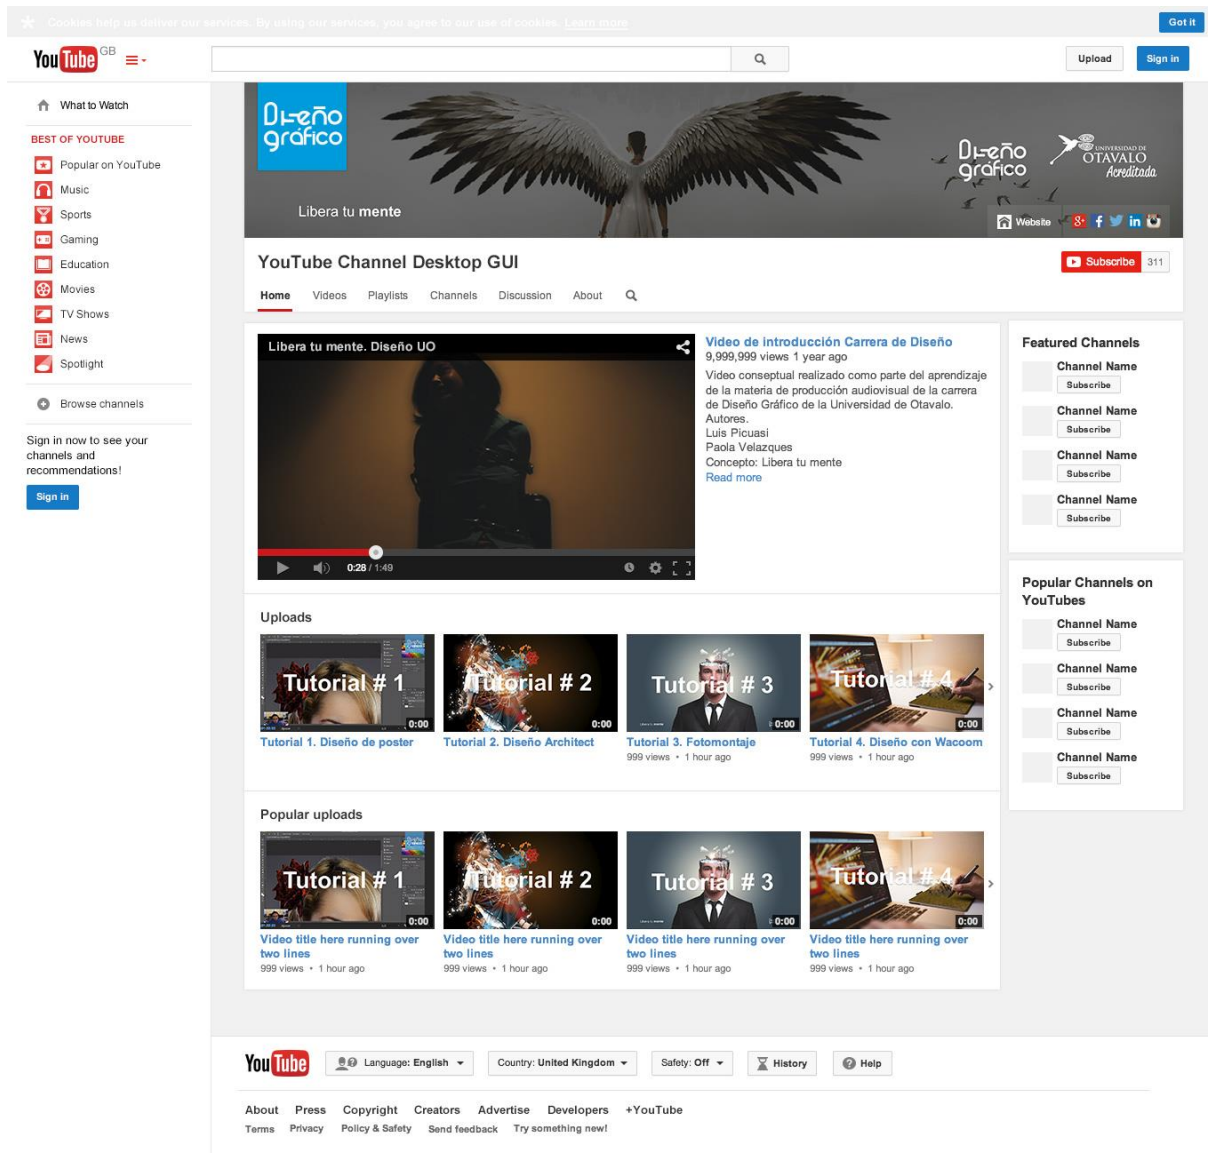 Cookies help us deliver our services. By using our services, you agree to our use of cookies. Learn more
Got it
YouTube GB
Upload
Sign in
What to Watch
BEST OF YOUTUBE
Popular on YouTube
Music
Sports
Gaming
Education
Movies
TV Shows
News
Spotlight
Browse channels
Sign in now to see your
channels and
recommendations!
Sign in
Diseño
gráfico
Libera tu mente
Diseño
gráfico
UNIVERSIDAD DE
OTAVALO
Acreditada
Website
YouTube Channel Desktop GUI
Subscribe 311
Home Videos Playlists Channels Discussion About
Libera tu mente. Diseño UO
0:28 / 1:49
Video de introducción Carrera de Diseño
9,999,999 views 1 year ago
Video conseptual realizado como parte del aprendizaje
de la materia de producción audiovisual de la carrera
de Diseño Gráfico de la Universidad de Otavalo.
Autores.
Luis Picuasi
Paola Velazques
Concepto: Libera tu mente
Read more
Featured Channels
Channel Name
Subscribe
Channel Name
Subscribe
Channel Name
Subscribe
Channel Name
Subscribe
Popular Channels on
YouTubes
Channel Name
Subscribe
Channel Name
Subscribe
Channel Name
Subscribe
Channel Name
Subscribe
Uploads
Tutorial # 1
0:00
Tutorial 1. Diseño de poster
Tutorial # 2
0:00
Tutorial 2. Diseño Architect
Tutorial # 3
0:00
Tutorial 3. Fotomontaje
999 views • 1 hour ago
Tutorial # 4
0:00
Tutorial 4. Diseño con Wacoom
999 views • 1 hour ago
Popular uploads
Tutorial # 1
0:00
Video title here running over
two lines
999 views • 1 hour ago
Tutorial # 2
0:00
Video title here running over
two lines
999 views • 1 hour ago
Tutorial # 3
0:00
Video title here running over
two lines
999 views • 1 hour ago
Tutorial # 4
0:00
Video title here running over
two lines
999 views • 1 hour ago
YouTube
Language: English
Country: United Kingdom
Safety: Off
History
Help
About Press Copyright Creators Advertise Developers +YouTube
Terms Privacy Policy & Safety Send feedback Try something new!